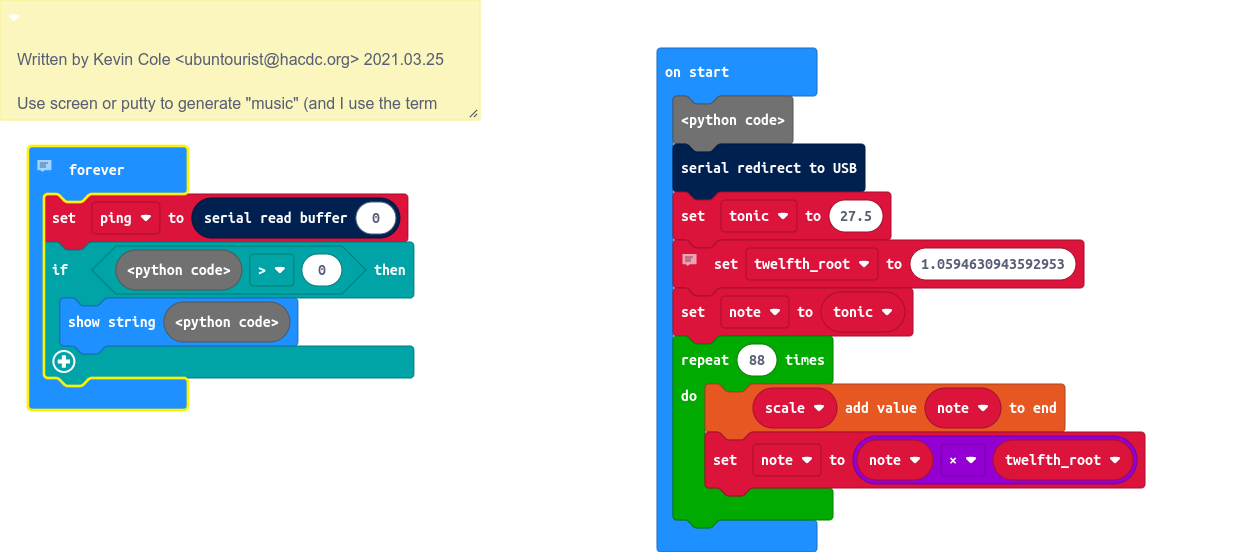 Written by Kevin Cole <ubuntourist@hacdc.org> 2021.03.25
Use screen or putty to generate "music" (and I use the term
forever
set ping to serial read buffer 0
if <python code> > 0 then
show string <python code>
on start
<python code>
serial redirect to USB
set tonic to 27.5
set twelfth_root to 1.0594630943592953
set note to tonic
repeat 88 times
do
scale add value note to end
set note to note × twelfth_root